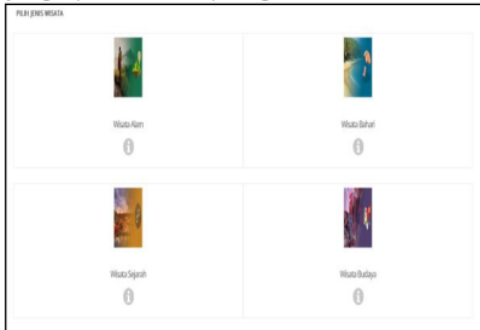 PILIH JENIS WISATA
Wisata Alam
Wisata Bahari
Wisata Sejarah
Wisata Budaya